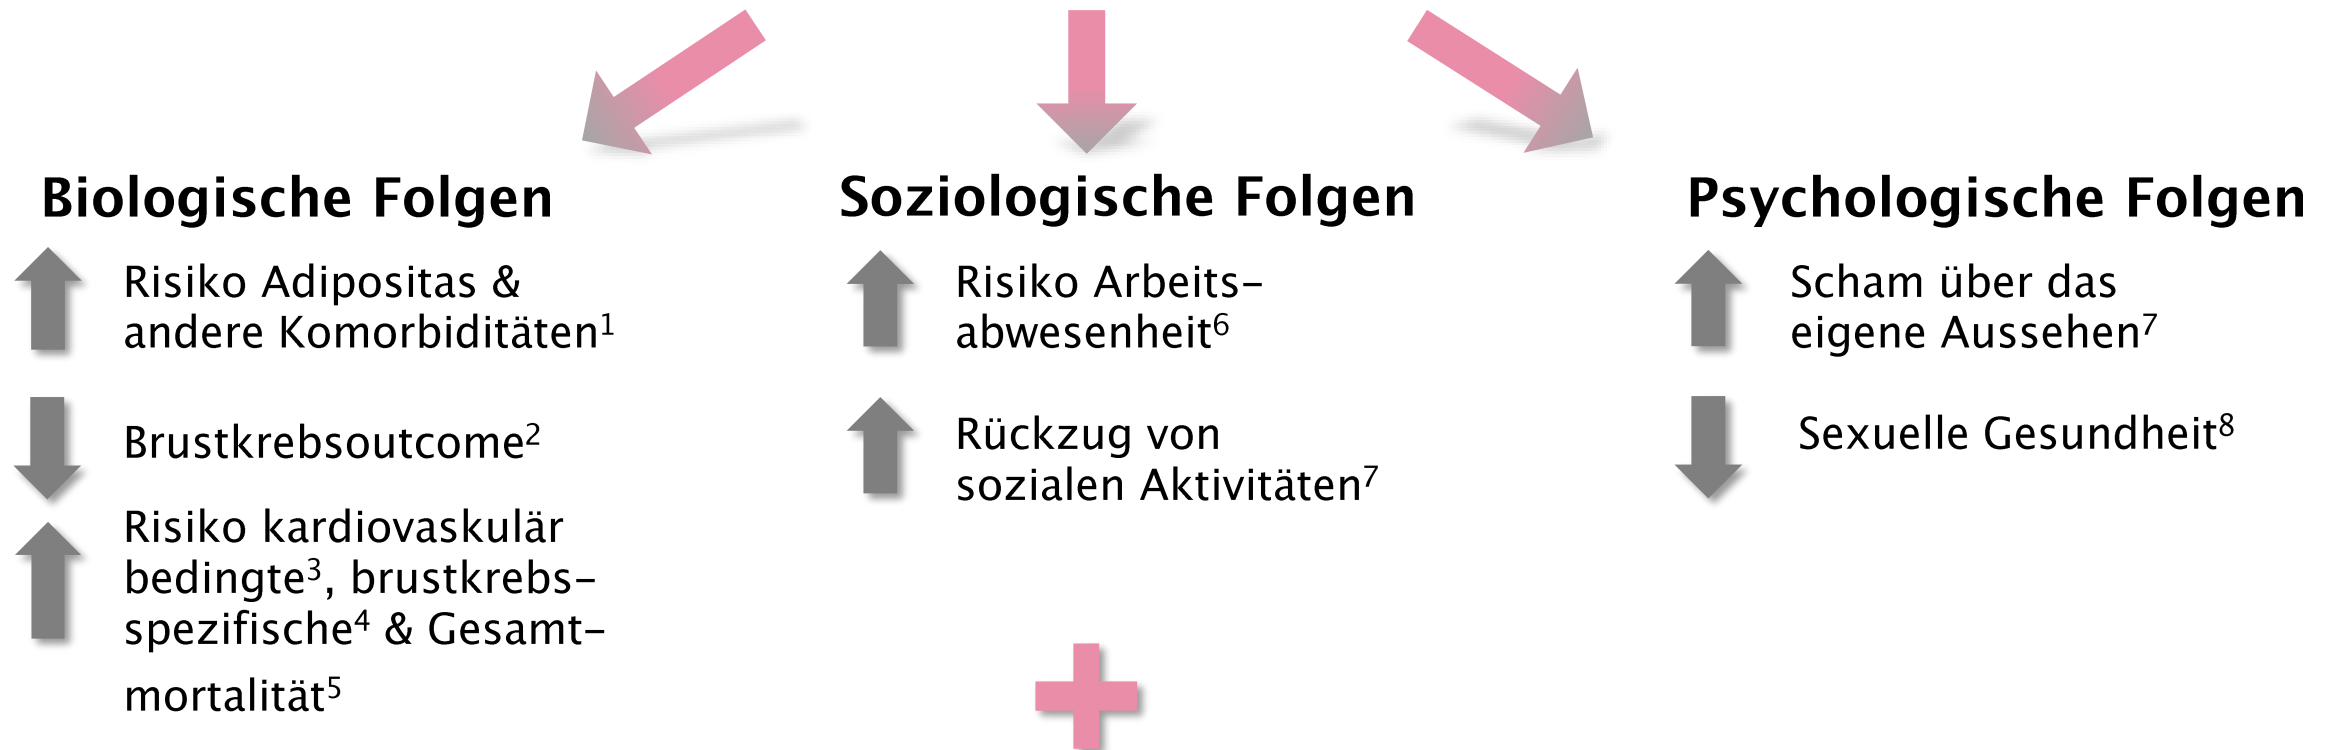 Biologische Folgen
Risiko Adipositas &
andere Komorbiditäten¹
Brustkrebsoutcome²
Risiko kardiovaskulär
bedingte³, brustkrebs-
spezifische⁴ & Gesamt-
mortalität⁵
Soziologische Folgen
Risiko Arbeits-
abwesenheit⁶
Rückzug von
sozialen Aktivitäten⁷
Psychologische Folgen
Scham über das
eigene Aussehen⁷
Sexuelle Gesundheit⁸